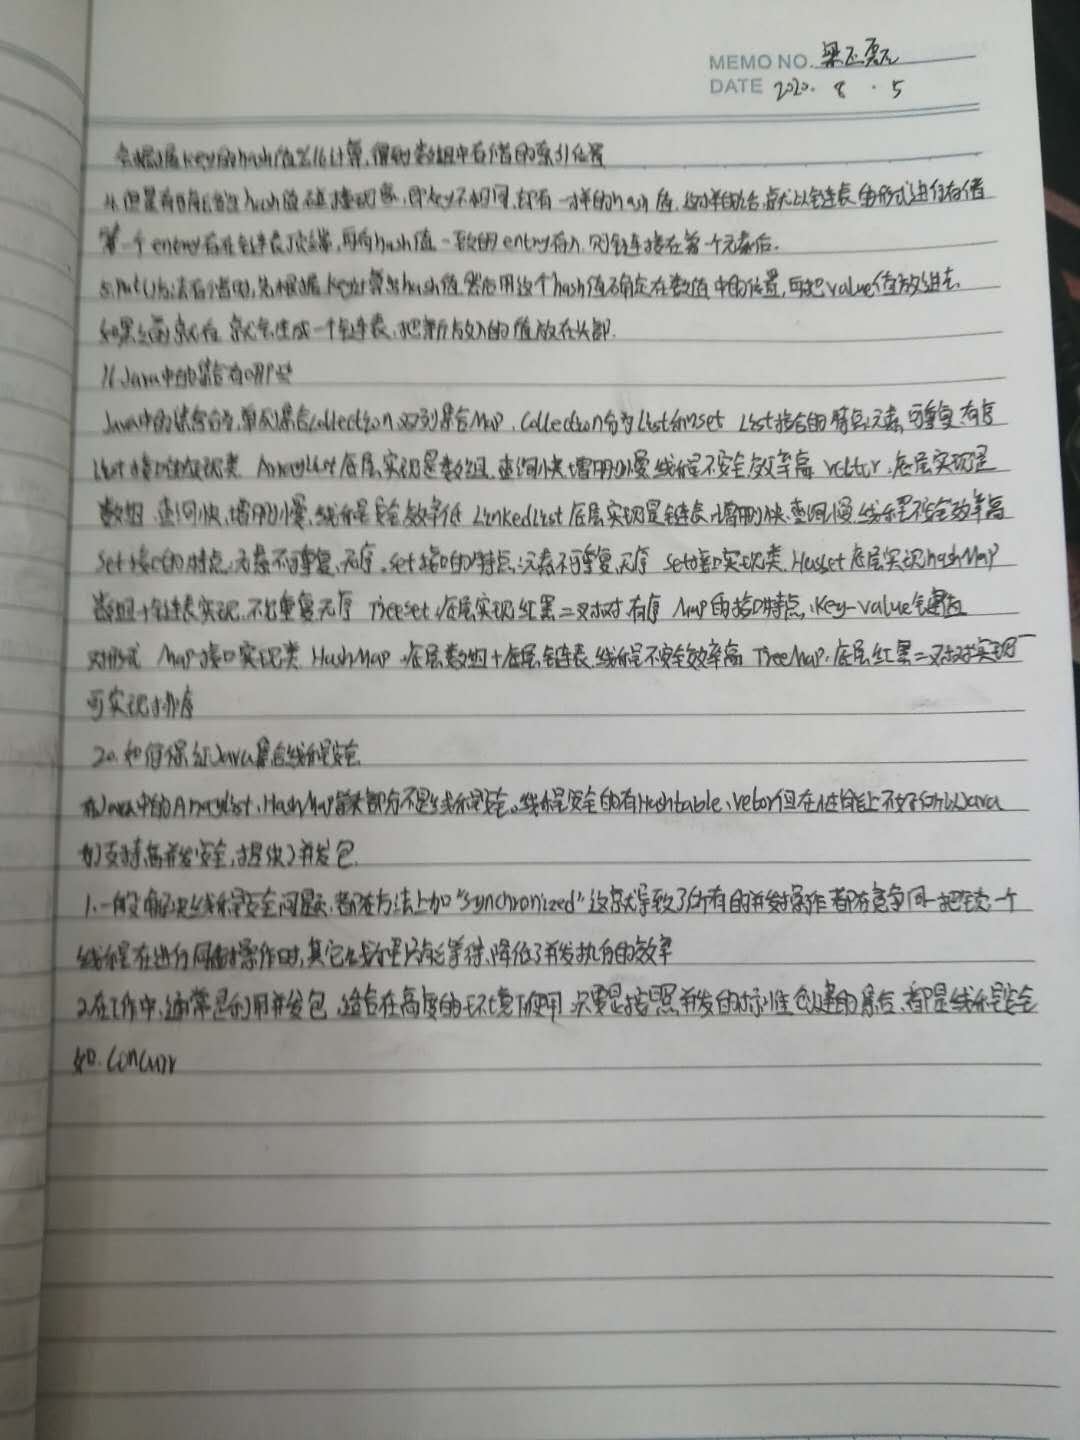 MEMO NO. 梁正磊
DATE 2020. 8 . 5
会根据key的hash值%16计算,得到数组中存储的索引位置
4.但是有时候会出hash值碰撞现象,即key不相同,却有一样的hash值,这样的话,就以链表的形式进行存储
第一个entry存在链表顶端,再有hash值一致的entry存入,则链接在第一个元素后.
5.Put()方法存储时,先根据key计算出hash值,然后用这个hash值确定在数值中的位置,再把value值放进去.
如果里面就有,就会生成一个链表,把新放入的值放在头部.
Java中的集合有哪些
Java中的集合分为,单列集合Collection,双列集合Map,Collection分为List和set List接口的特点:元素可重复,有序
List接口的实现类 ArrayList底层实现是数组,查询快,增删慢,线程不安全,效率高 vector,底层实现是
数组,查询快,增删慢,线程安全,效率低 LinkedList底层实现是链表,增删快,查询慢,线程不安全效率高
Set接口的特点,元素不可重复,无序.set接口的特点:元素不可重复,无序 set接口实现类.Hasset底层实现hashMap
数组+链表实现,不可重复无序 Treeset,底层实现红黑二叉树 有序 Map的接口特点,key-value键值
对形式 Map接口实现类 HashMap.底层数组+底层链表,线程不安全效率高 TreeMap.底层红黑二叉树实现
可实现排序
20.如何保证Java集合线程安全
在Java中的ArrayList、HashMap等大部分不是线程安全。线程安全的有Hashtable、vetor但在性能上不好所以Java
为支持高并发安全,提供了并发包.
1.一般解决线程安全问题,都在方法上加"synchronized"这就导致了所有的并发操作都在竞争同一把锁一个
线程在进行同步操作时,其它线程只能等待,降低了并发执行的效率
2.在工作中,通常是利用并发包,适合在高度的环境下使用 只要是按照并发的标准性创建的集合,都是线程安全
如.Concurr